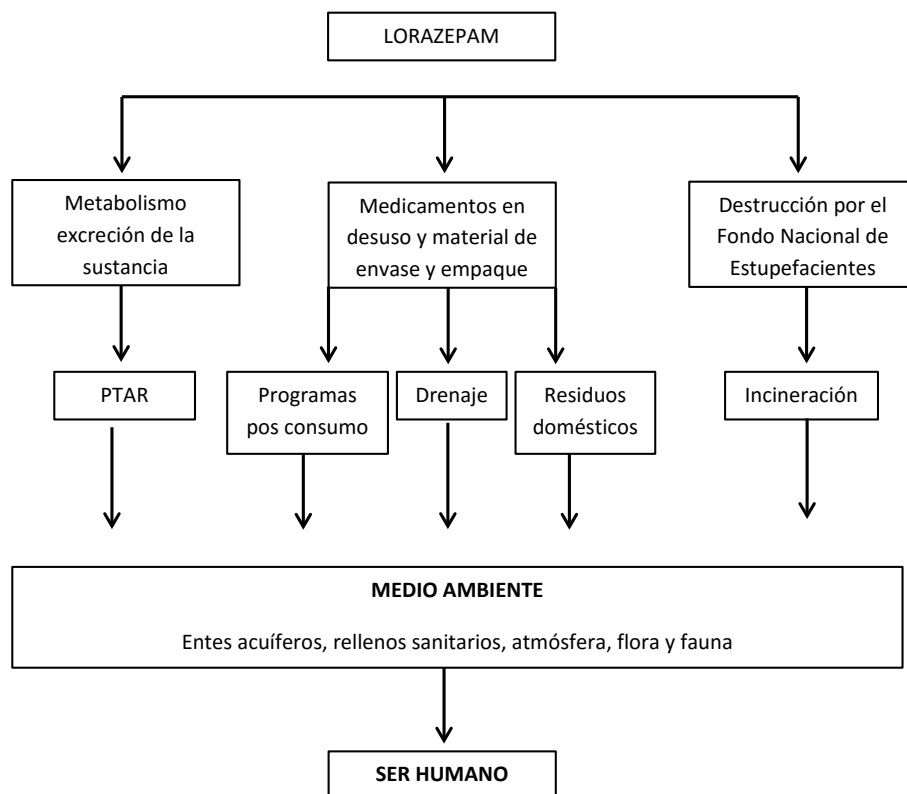 LORAZEPAM
Metabolismo
excreción de la
sustancia
Medicamentos en
desuso y material de
envase y empaque
Destrucción por el
Fondo Nacional de
Estupefacientes
PTAR
Programas
pos consumo
Drenaje
Residuos
domésticos
Incineración
MEDIO AMBIENTE
Entes acuíferos, rellenos sanitarios, atmósfera, flora y fauna
SER HUMANO